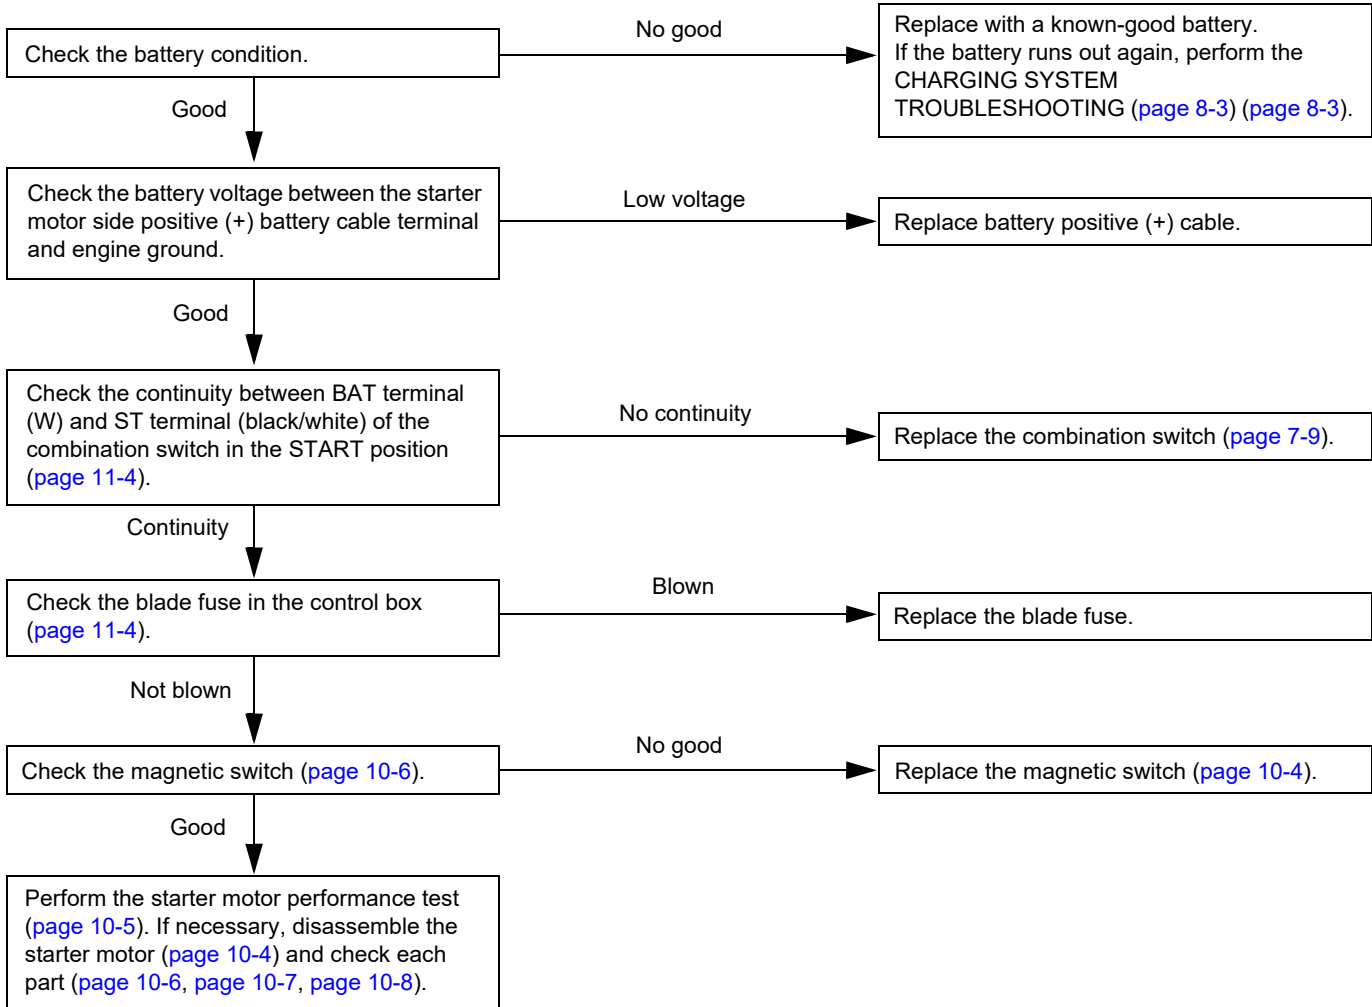 Check the battery condition.
No good
Replace with a known-good battery.
If the battery runs out again, perform the
CHARGING SYSTEM
TROUBLESHOOTING (page 8-3) (page 8-3).
Good
Check the battery voltage between the starter
motor side positive (+) battery cable terminal
and engine ground.
Low voltage
Replace battery positive (+) cable.
Good
Check the continuity between BAT terminal
(W) and ST terminal (black/white) of the
combination switch in the START position
(page 11-4).
No continuity
Replace the combination switch (page 7-9).
Continuity
Check the blade fuse in the control box
(page 11-4).
Blown
Replace the blade fuse.
Not blown
Check the magnetic switch (page 10-6).
No good
Replace the magnetic switch (page 10-4).
Good
Perform the starter motor performance test
(page 10-5). If necessary, disassemble the
starter motor (page 10-4) and check each
part (page 10-6, page 10-7, page 10-8).